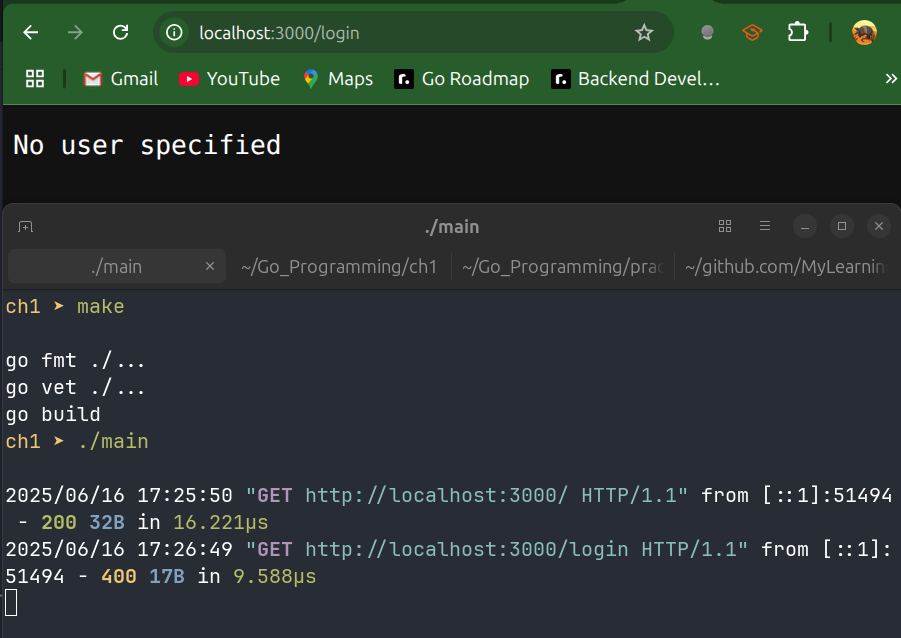 localhost:3000/login
Gmail YouTube Maps Go Roadmap Backend Devel... »
No user specified
./main
./main ~/Go_Programming/ch1 ~/Go_Programming/prac ~/github.com/MyLearnin
ch1 ➤ make
go fmt ./...
go vet ./...
go build
ch1 ➤ ./main
2025/06/16 17:25:50 "GET http://localhost:3000/ HTTP/1.1" from [::1]:51494
- 200 32B in 16.221µs
2025/06/16 17:26:49 "GET http://localhost:3000/login HTTP/1.1" from [::1]:
51494 - 400 17B in 9.588µs